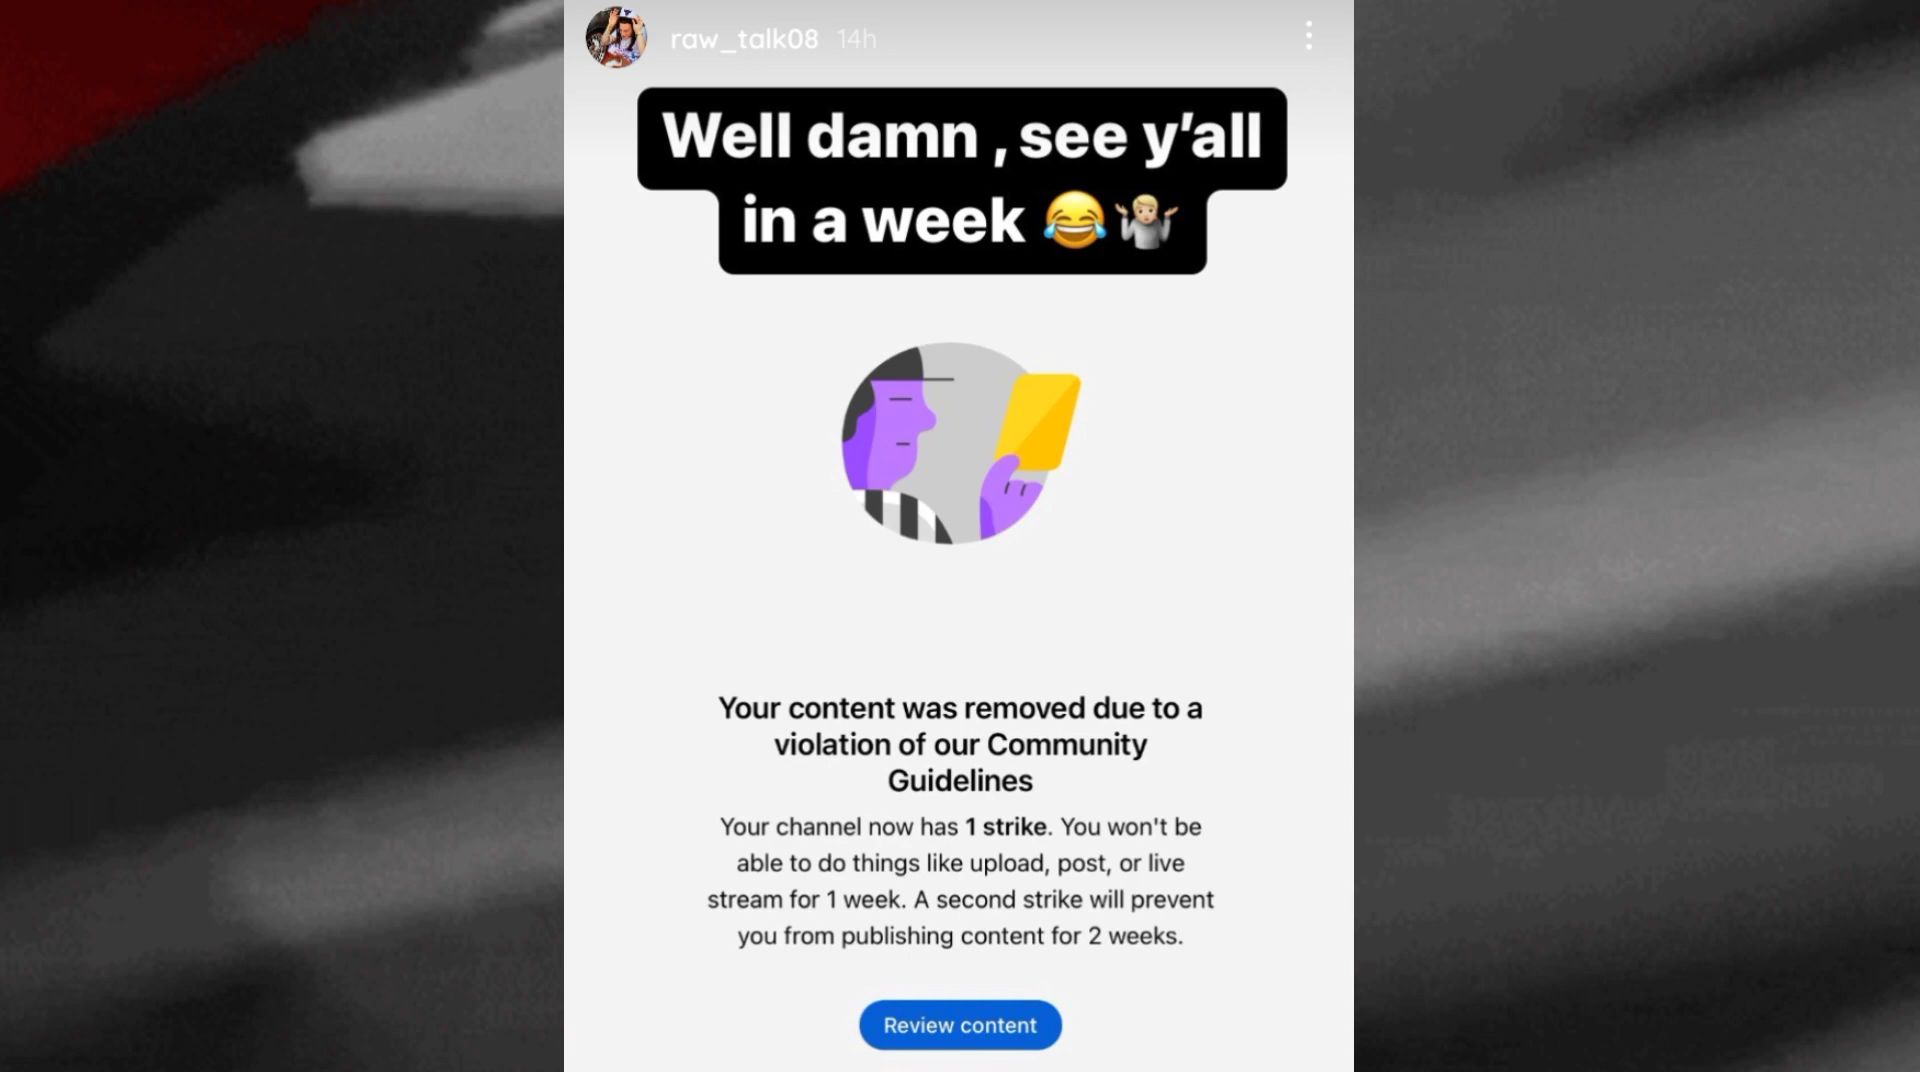 raw_talk08 14h
Well damn , see y'all
in a week 😂🤷🏼
Your content was removed due to a
violation of our Community
Guidelines
Your channel now has 1 strike. You won't be
able to do things like upload, post, or live
stream for 1 week. A second strike will prevent
you from publishing content for 2 weeks.
Review content